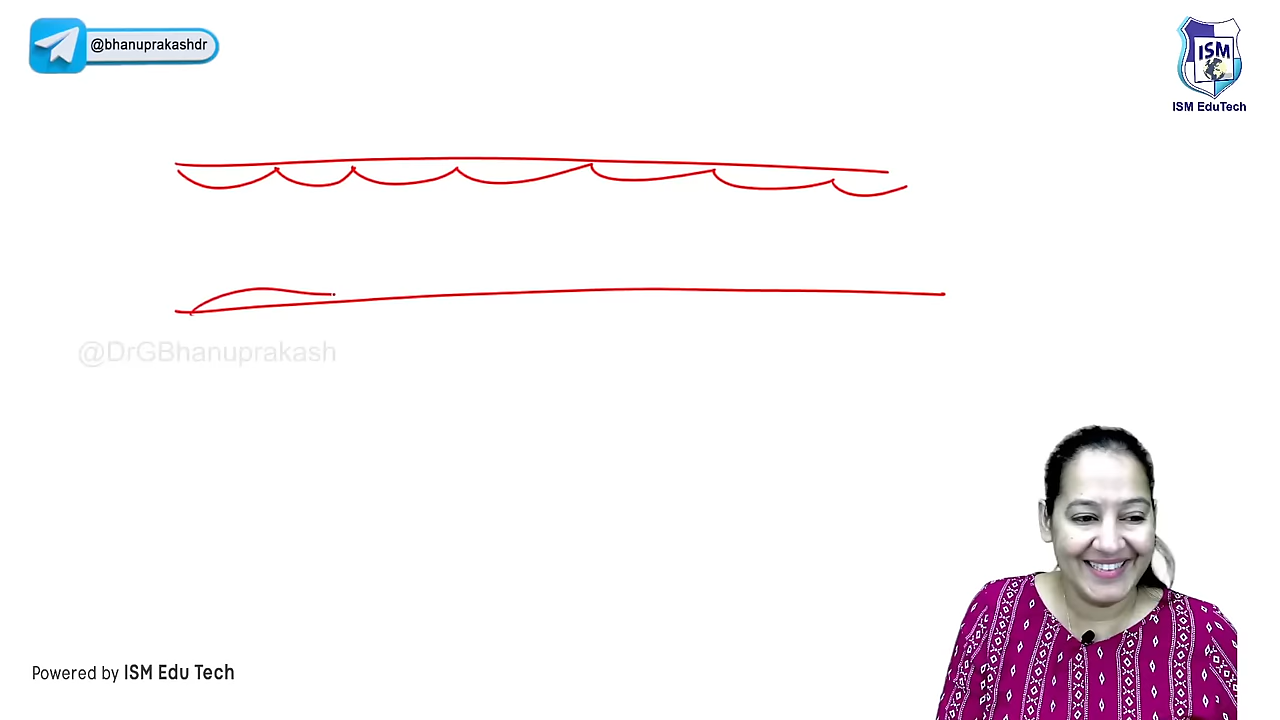 @bhanuprakashdr
ISM
ISM EduTech
@DrGBhanuprakash
Powered by ISM Edu Tech